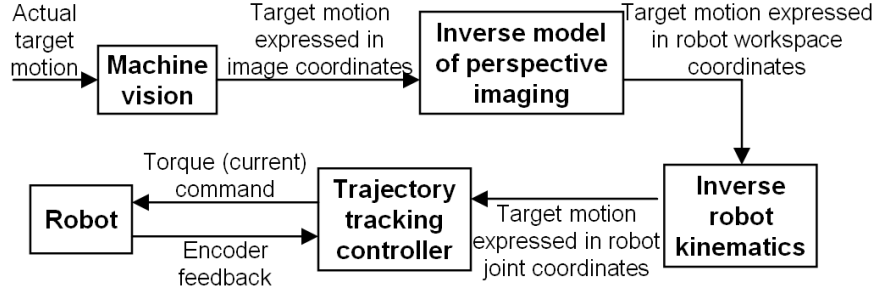 Actual
target
motion
Machine
vision
Target motion
expressed in
image coordinates
Inverse model
of perspective
imaging
Target motion expressed
in robot workspace
coordinates
Inverse
robot
kinematics
Target motion
expressed in robot
joint coordinates
Trajectory
tracking
controller
Torque (current)
command
Encoder
feedback
Robot